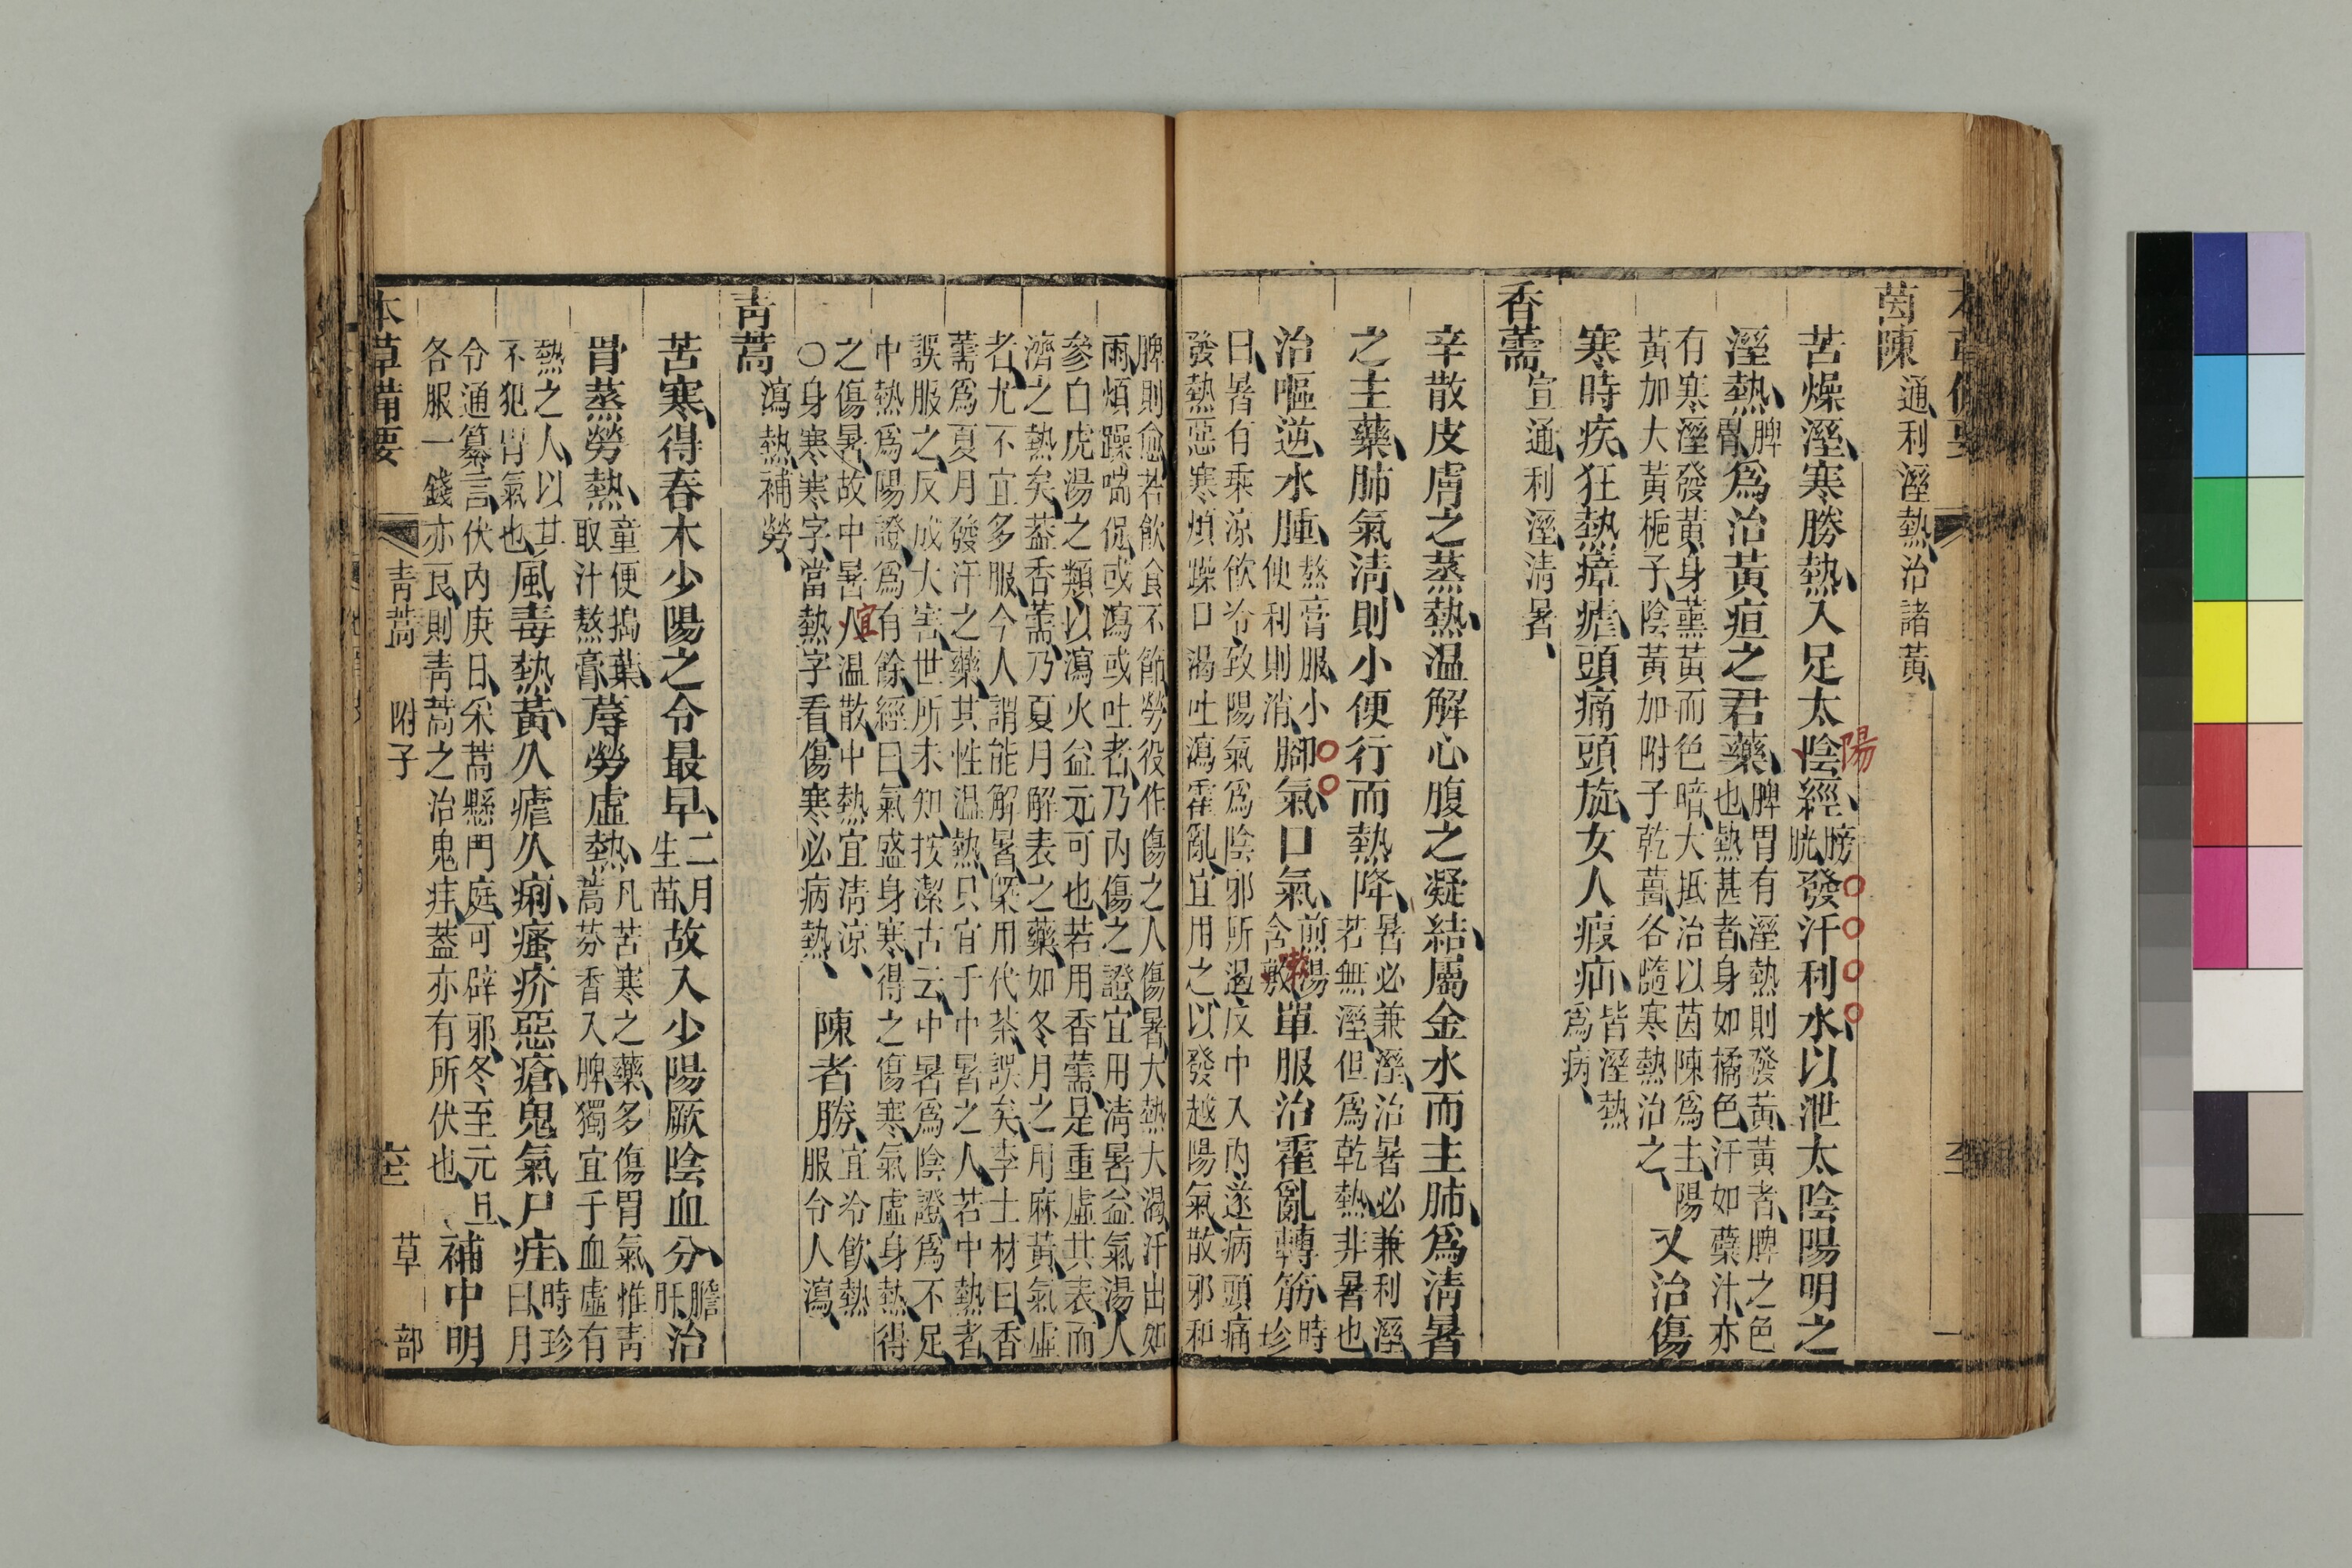 茵陳 通利溼熱治諸黃
苦燥溼、寒勝熱、入足太陰經、膀胱 發汗利水、以泄太陰陽明之
陽
溼熱、脾胃 爲治黃疸之君藥、脾胃有溼熱則發黃、黃者、脾之色也、熱甚者、身如橘色、汗如蘗汁、亦
有寒溼發黃、身薰黃而色暗、大抵治以茵陳爲主、陽黃加大黃梔子、陰黃加附子乾薑、各隨寒熱治之、 又治傷
寒時疾、狂熱瘴瘧、頭痛頭旋、女人瘕疝、皆溼熱爲病、
香薷 宣通、利溼、淸暑、
辛散皮膚之蒸熱、温解心腹之凝結、屬金水而主肺、爲淸暑
之主藥、肺氣淸、則小便行而熱降、暑必兼溼、治暑必兼利溼、若無溼、但爲乾熱、非暑也、
治嘔逆水腫、熬膏服、小便利則消、 腳氣、口氣、煎湯含漱、 單服治霍亂轉筋、時珍
嗽
曰、暑有乘涼飲冷、致陽氣爲陰邪所遏、反中入內、遂病頭痛
發熱惡寒、煩躁口渴、吐瀉霍亂、宜用之、以發越陽氣、散邪和
脾則愈、若飲食不節、勞役作傷之人、傷暑大熱大渴、汗出如
雨、煩躁喘促、或瀉或吐者、乃內傷之證、宜用淸暑益氣湯、人
參白虎湯之類、以瀉火益元可也、若用香薷、是重虛其表、而
濟之熱矣、葢香薷、乃夏月解表之藥、如冬月之用麻黃、氣虛
者、尤不宜多服、今人謂能解暑、槩用代茶、誤矣、李士材曰、香
薷爲夏月發汗之藥、其性温熱、只宜于中暑之人、若中熱者、
誤服之、反成大害、世所未知、按潔古云、中暑爲陰證、爲不足、
中熱爲陽證、爲有餘、經曰、氣盛身寒、得之傷寒、氣虛身熱、得
之傷暑、故中暑人温散、中熱宜淸涼、
宜
○身寒寒字、當熱字看、傷寒必病熱、 陳者勝、宜冷飲、熱服令人瀉、
靑蒿 瀉熱、補勞、
苦寒、得春木少陽之令最早、二月生苗 故入少陽厥陰血分、膽肝 治
骨蒸勞熱、童便搗葉、取汁熬膏、 蓐勞虛熱、凡苦寒之藥、多傷胃氣、惟靑蒿芬香入脾、獨宜于血虛有
熱之人、以其不犯胃氣也、 風毒熱黃、久瘧久痢、瘙疥惡瘡、鬼氣尸疰、時珍曰、月
令通纂言、伏內庚日、采蒿懸門庭、可辟邪、冬至元旦、各服一錢亦良、則靑蒿之治鬼疰、葢亦有所伏也、 補中明
本草備要 靑蒿 附子 草 部